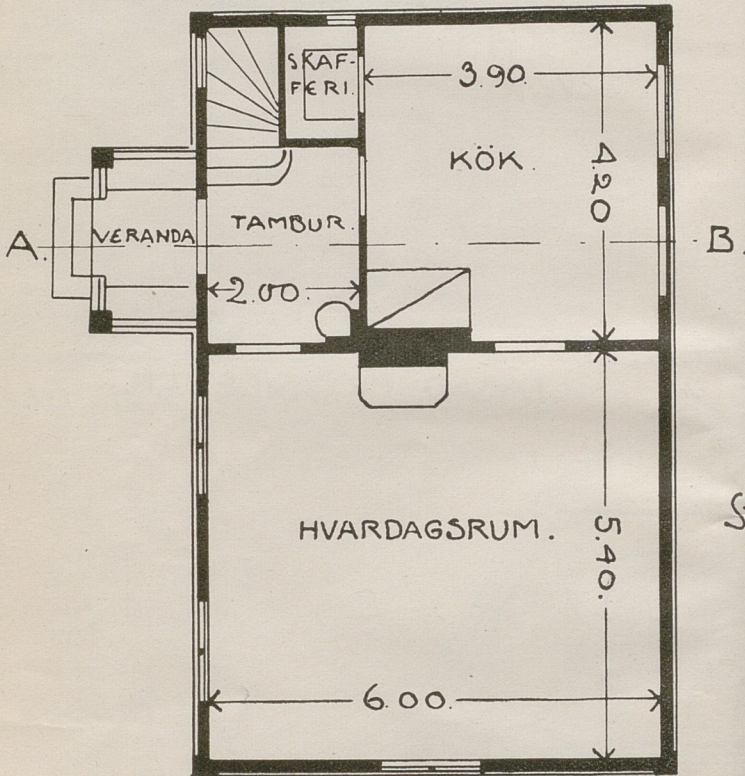 SKAF-
FERI.
3.90.
KÖK.
4.20
A.
VERANDA
TAMBUR.
B.
2.00.
HVARDAGSRUM.
5.40.
6.00.